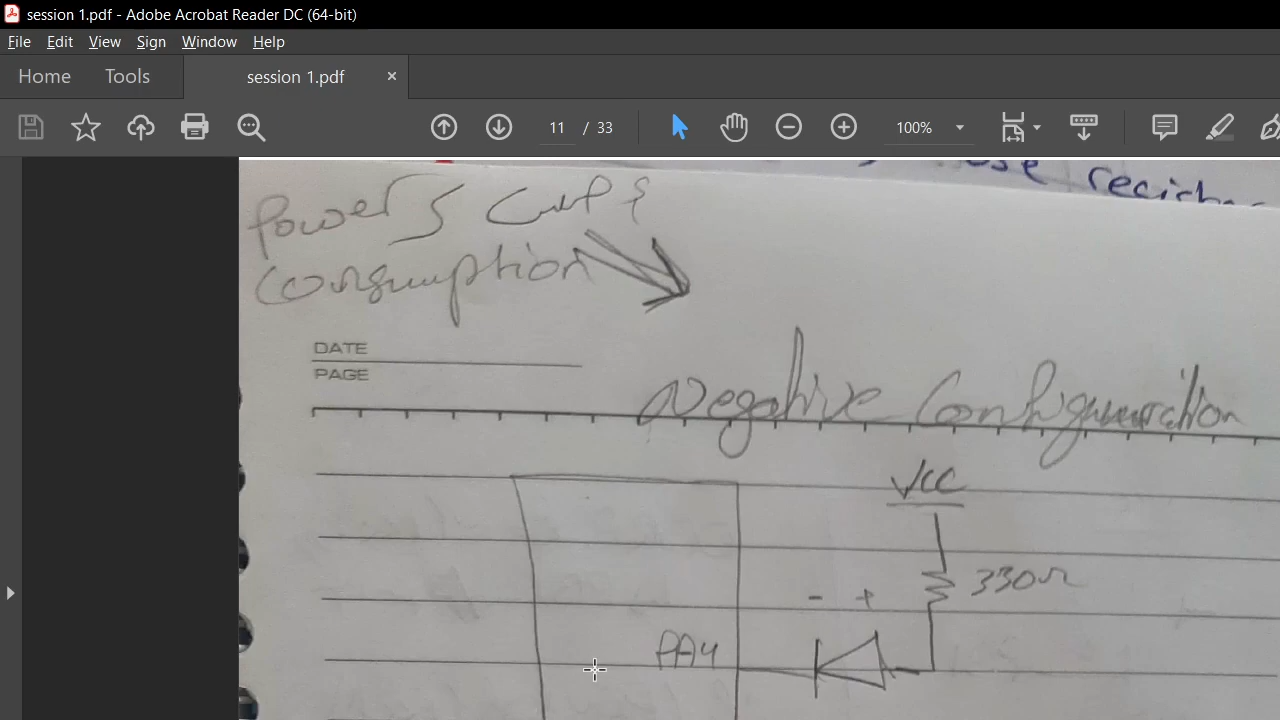 session 1.pdf - Adobe Acrobat Reader DC (64-bit)
File Edit View Sign Window Help
Home Tools session 1.pdf ×
11 / 33 100%
Power
consumption
DATE
PAGE
Negative Configuration
VCC
330Ω
- +
PA4